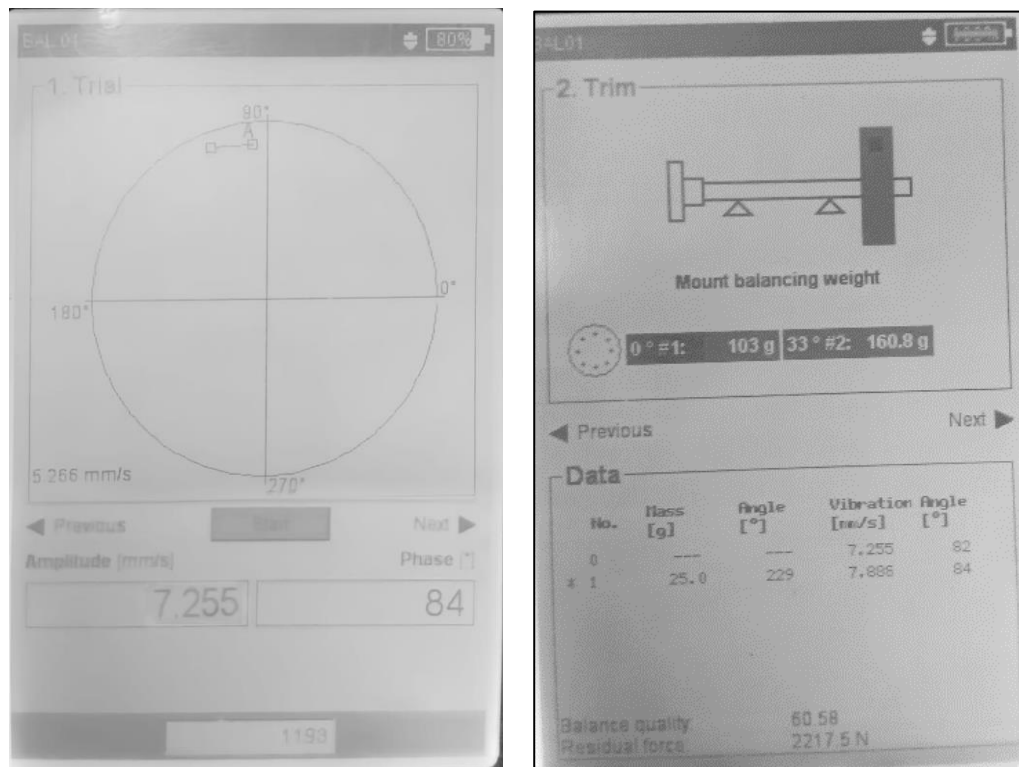 BAL 01
80%
1. Trial
90°
A
0°
180°
5.266 mm/s
270°
Previous
Next
Amplitude [mm/s]
Phase [°]
7.255
84
1193
BAL01
2. Trim
Mount balancing weight
0° #1: 103 g 33° #2: 160.8 g
Previous
Next
Data
No. Mass Angle Vibration Angle
[g] [°] [mm/s] [°]
0 --- --- 7.255 82
1 25.0 229 7.886 84
Balance quality: 60.58
Residual force: 2217.5 N